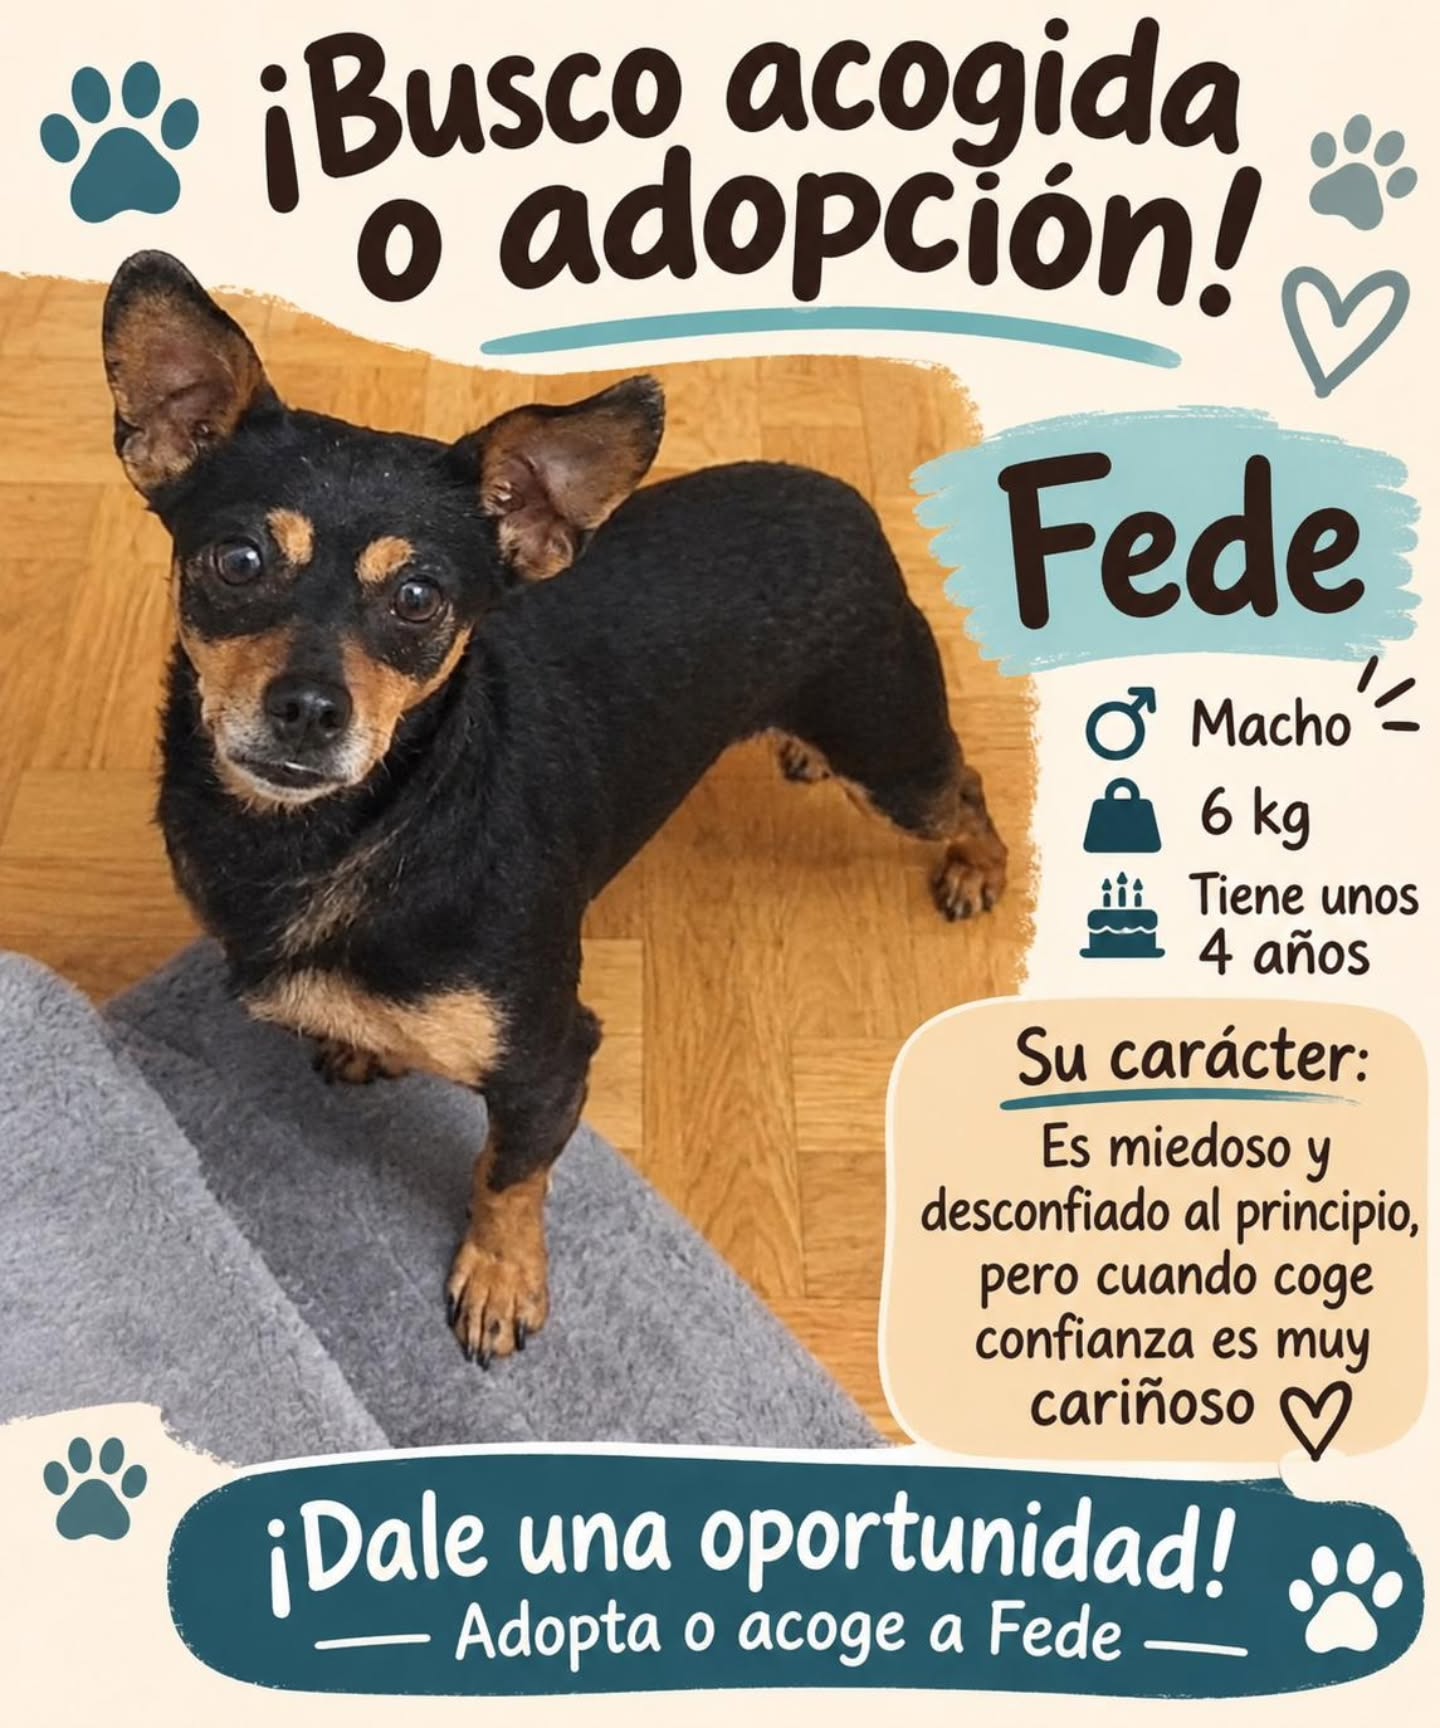 ¡Busco acogida
o adopción!
Fede
Macho
6 kg
Tiene unos
4 años
Su carácter:
Es miedoso y
desconfiado al principio,
pero cuando coge
confianza es muy
cariñoso
¡Dale una oportunidad!
Adopta o acoge a Fede